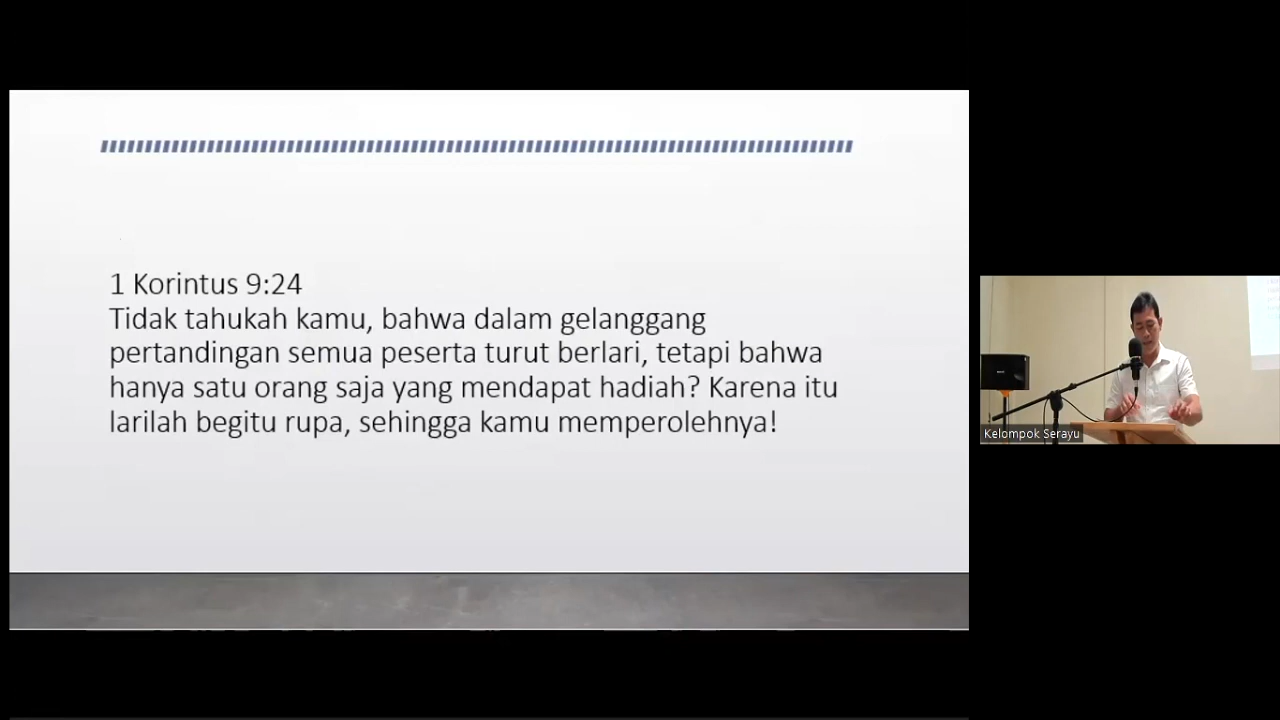 1 Korintus 9:24
Tidak tahukah kamu, bahwa dalam gelanggang
pertandingan semua peserta turut berlari, tetapi bahwa
hanya satu orang saja yang mendapat hadiah? Karena itu
larilah begitu rupa, sehingga kamu memperolehnya!
Kelompok Serayu